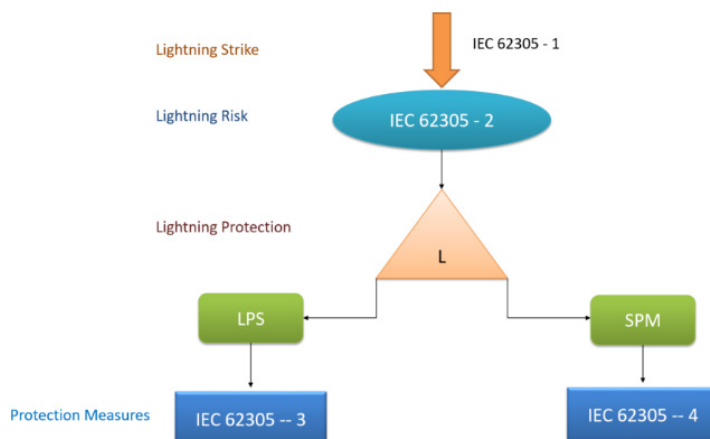 Lightning Strike
IEC 62305 - 1
Lightning Risk
IEC 62305 - 2
Lightning Protection
L
LPS
SPM
Protection Measures
IEC 62305 -- 3
IEC 62305 -- 4